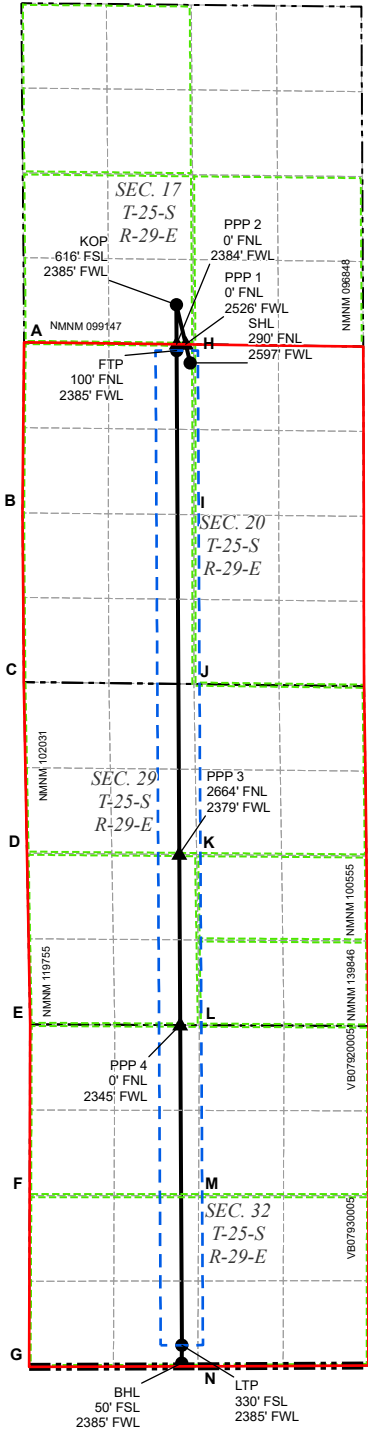 SEC. 17
T-25-S
R-29-E
KOP
616' FSL
2385' FWL
PPP 2
0' FNL
2384' FWL
PPP 1
0' FNL
2526' FWL
SHL
290' FNL
2597' FWL
NMNM 096848
A
NMNM 099147
H
FTP
100' FNL
2385' FWL
B
I
SEC. 20
T-25-S
R-29-E
C
J
NMNM 102031
SEC. 29
T-25-S
R-29-E
PPP 3
2664' FNL
2379' FWL
D
K
NMNM 100555
NMNM 119755
NMNM 139846
E
L
VB07920005
PPP 4
0' FNL
2345' FWL
F
M
SEC. 32
T-25-S
R-29-E
VB07930005
G
N
BHL
50' FSL
2385' FWL
LTP
330' FSL
2385' FWL